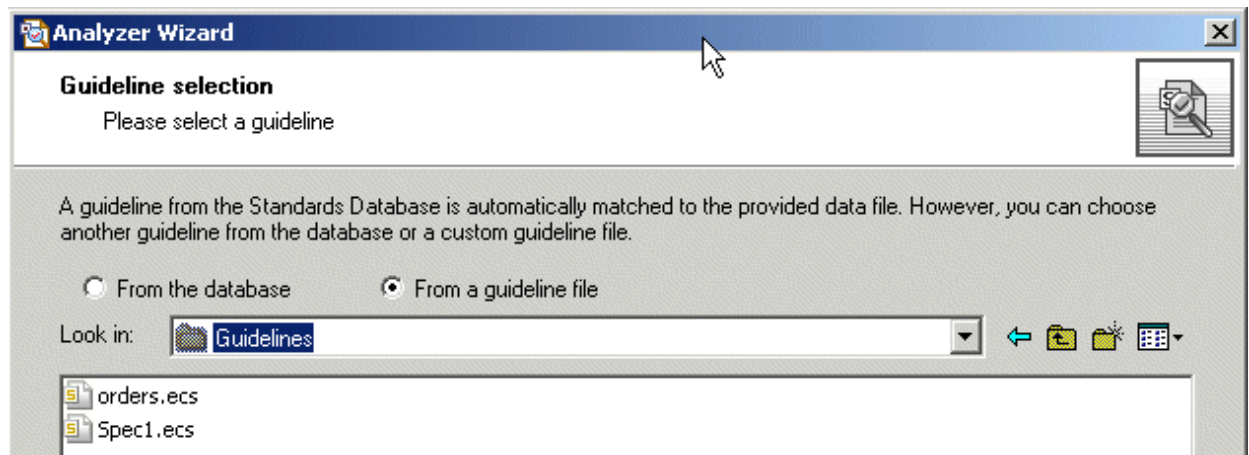 Analyzer Wizard
Guideline selection
Please select a guideline
A guideline from the Standards Database is automatically matched to the provided data file. However, you can choose
another guideline from the database or a custom guideline file.
From the database From a guideline file
Look in: Guidelines
orders.ecs
Spec1.ecs